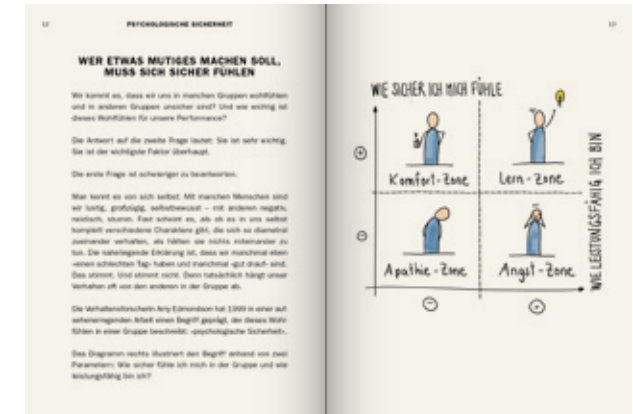 12
PSYCHOLOGISCHE SICHERHEIT
WER ETWAS MUTIGES MACHEN SOLL,
MUSS SICH SICHER FÜHLEN
Wie kommt es, dass wir uns in manchen Gruppen wohlfühlen
und in anderen Gruppen unsicher sind? Und wie wichtig ist
dieses Wohlfühlen für unsere Performance?
Die Antwort auf die zweite Frage lautet: Sie ist sehr wichtig.
Sie ist der wichtigste Faktor überhaupt.
Die erste Frage ist schwieriger zu beantworten.
Man kennt es von sich selbst: Mit manchen Menschen sind
wir lustig, großzügig, selbstbewusst – mit anderen negativ,
neidisch, stumm. Fast scheint es, als ob es in uns selbst
komplett verschiedene Charaktere gibt, die sich so diametral
zueinander verhalten, als hätten sie nichts miteinander zu
tun. Die naheliegende Erklärung ist, dass wir manchmal eben
«einen schlechten Tag» haben und manchmal «gut drauf» sind.
Das stimmt. Und stimmt nicht. Denn tatsächlich hängt unser
Verhalten oft von den anderen in der Gruppe ab.
Die Verhaltensforscherin Amy Edmondson hat 1999 in einer auf-
sehenerregenden Arbeit einen Begriff geprägt, der dieses Wohl-
fühlen in einer Gruppe beschreibt: «psychologische Sicherheit».
Das Diagramm rechts illustriert den Begriff anhand von zwei
Parametern: Wie sicher fühle ich mich in der Gruppe und wie
leistungsfähig bin ich?
13
WIE SICHER ICH MICH FÜHLE
+
Komfort-Zone
Lern-Zone
−
Apathie-Zone
Angst-Zone
−
+
WIE LEISTUNGSFÄHIG ICH BIN